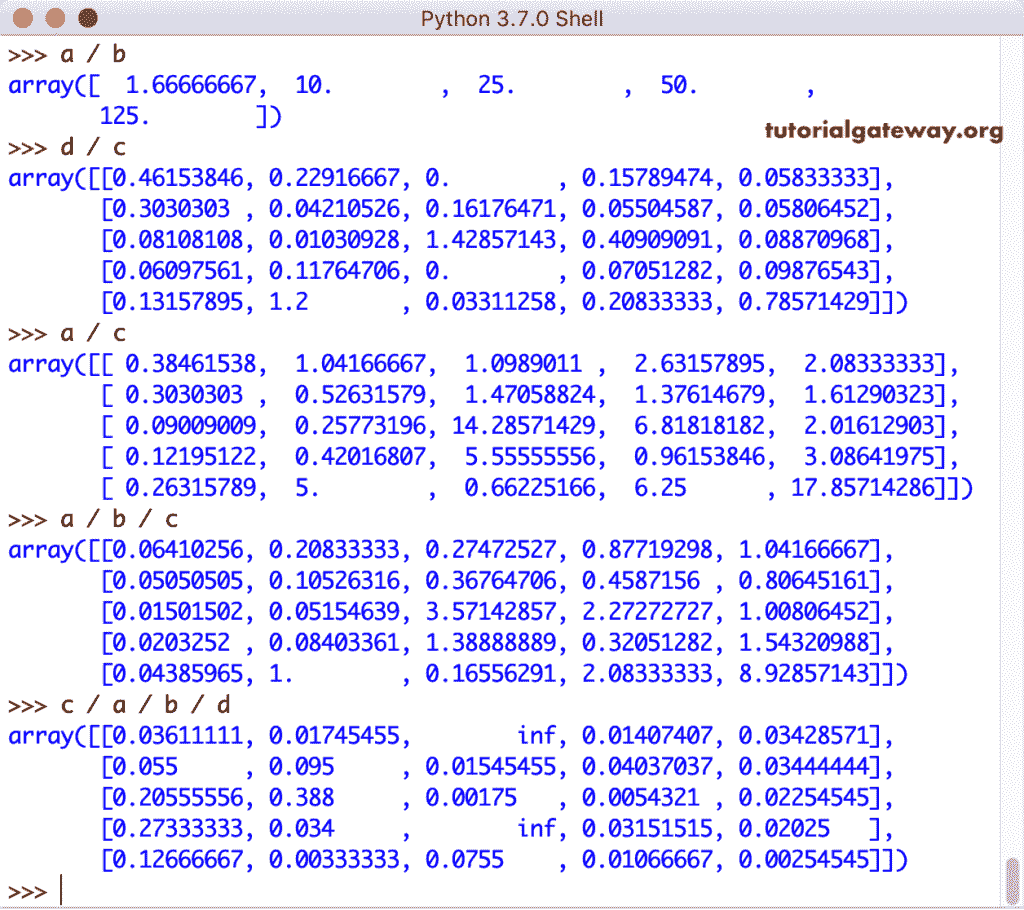 Python 3.7.0 Shell
>>> a / b
array([  1.66666667,  10.        ,  25.        ,  50.        ,
       125.        ])
tutorialgateway.org
>>> d / c
array([[0.46153846, 0.22916667, 0.        , 0.15789474, 0.05833333],
       [0.3030303 , 0.04210526, 0.16176471, 0.05504587, 0.05806452],
       [0.08108108, 0.01030928, 1.42857143, 0.40909091, 0.08870968],
       [0.06097561, 0.11764706, 0.        , 0.07051282, 0.09876543],
       [0.13157895, 1.2       , 0.03311258, 0.20833333, 0.78571429]])
>>> a / c
array([[ 0.38461538,  1.04166667,  1.0989011 ,  2.63157895,  2.08333333],
       [ 0.3030303 ,  0.52631579,  1.47058824,  1.37614679,  1.61290323],
       [ 0.09009009,  0.25773196, 14.28571429,  6.81818182,  2.01612903],
       [ 0.12195122,  0.42016807,  5.55555556,  0.96153846,  3.08641975],
       [ 0.26315789,  5.        ,  0.66225166,  6.25      , 17.85714286]])
>>> a / b / c
array([[0.06410256, 0.20833333, 0.27472527, 0.87719298, 1.04166667],
       [0.05050505, 0.10526316, 0.36764706, 0.4587156 , 0.80645161],
       [0.01501502, 0.05154639, 3.57142857, 2.27272727, 1.00806452],
       [0.0203252 , 0.08403361, 1.38888889, 0.32051282, 1.54320988],
       [0.04385965, 1.        , 0.16556291, 2.08333333, 8.92857143]])
>>> c / a / b / d
array([[0.03611111, 0.01745455,        inf, 0.01407407, 0.03428571],
       [0.055     , 0.095     , 0.01545455, 0.04037037, 0.03444444],
       [0.20555556, 0.388     , 0.00175   , 0.0054321 , 0.02254545],
       [0.27333333, 0.034     ,        inf, 0.03151515, 0.02025   ],
       [0.12666667, 0.00333333, 0.0755    , 0.01066667, 0.00254545]])
>>>